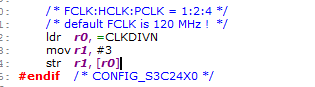 /* FCLK:HCLK:PCLK = 1:2:4 */
/* default FCLK is 120 MHz ! */
ldr r0, =CLKDIVN
mov r1, #3
str r1, [r0]
#endif /* CONFIG_S3C24X0 */